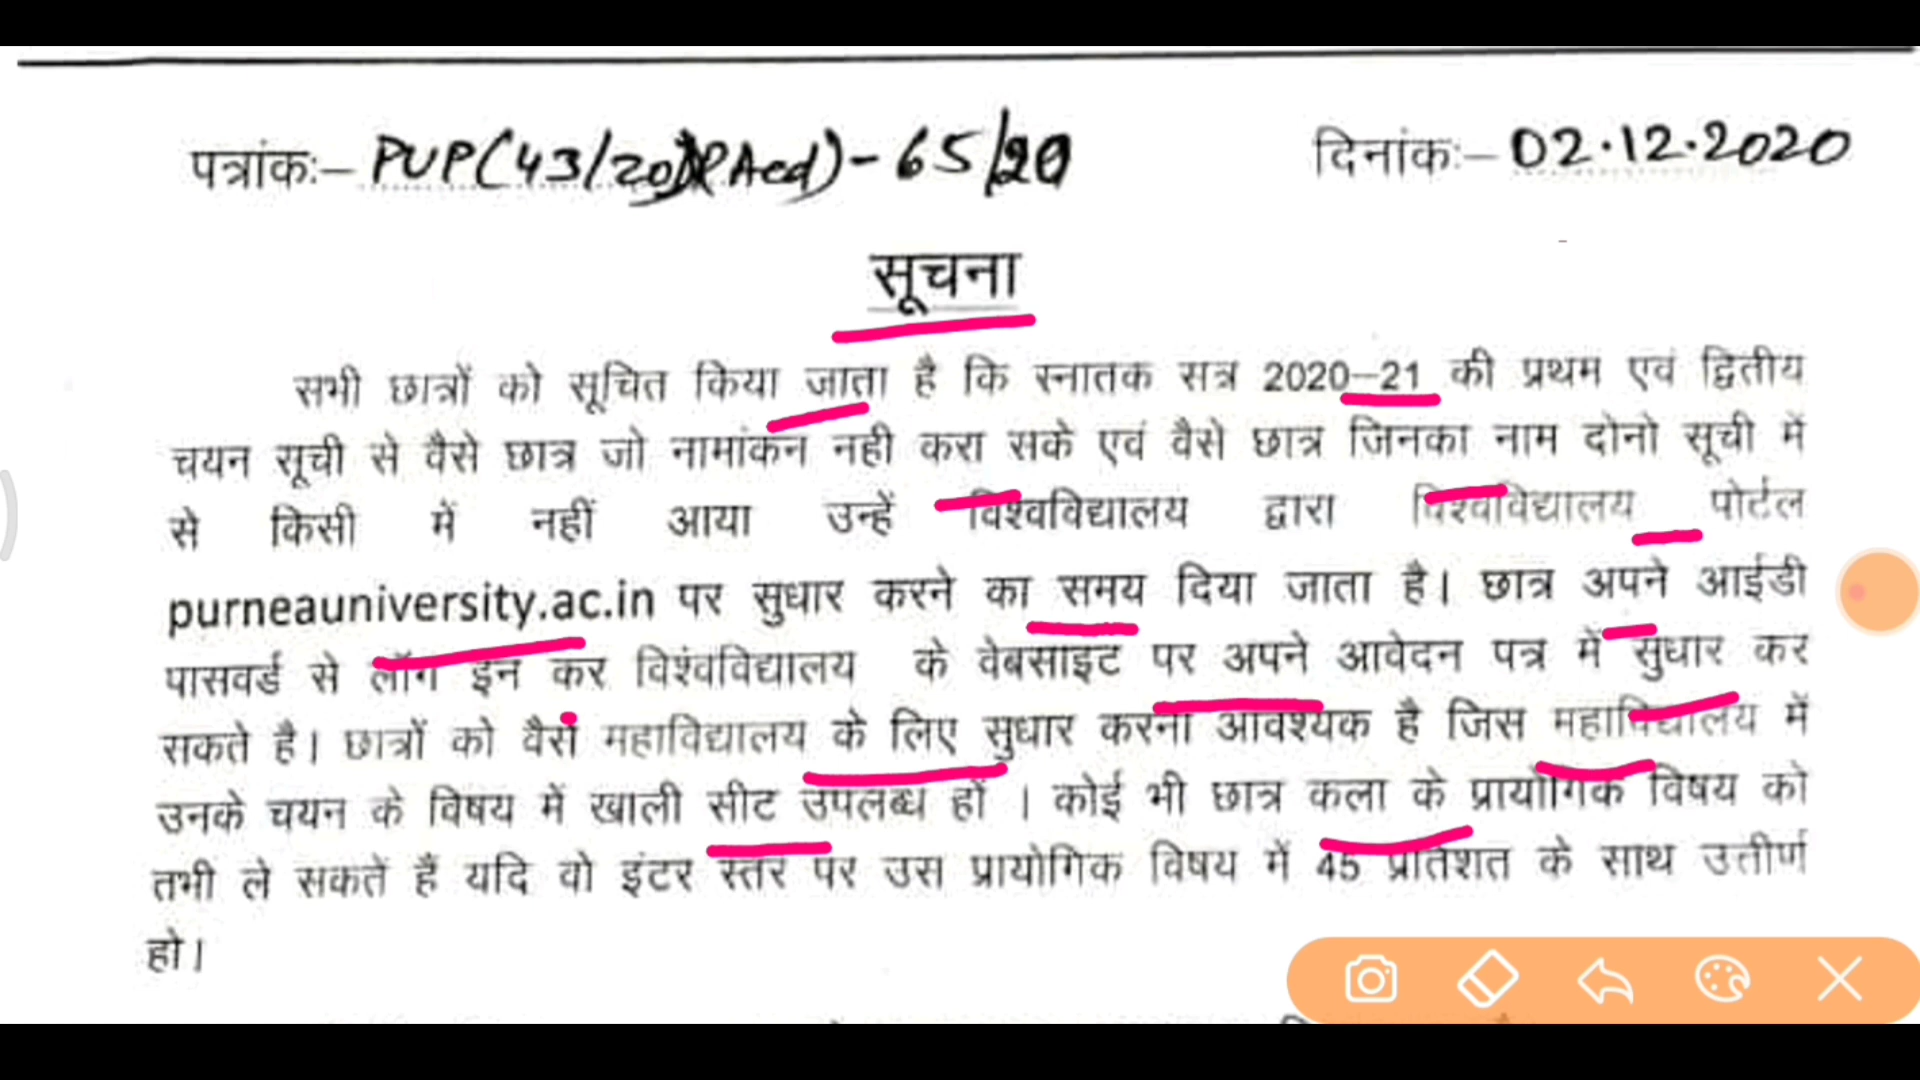 पत्रांकः– PUP(43/20)(PAcd)-65/20 दिनांकः– 02.12.2020
सूचना
सभी छात्रों को सूचित किया जाता है कि स्नातक सत्र 2020–21 की प्रथम एवं द्वितीय
चयन सूची से वैसे छात्र जो नामांकन नही करा सके एवं वैसे छात्र जिनका नाम दोनो सूची में
से किसी में नहीं आया उन्हें विश्वविद्यालय द्वारा विश्वविद्यालय पोर्टल
purneauniversity.ac.in पर सुधार करने का समय दिया जाता है। छात्र अपने आईडी
पासवर्ड से लॉग इन कर विश्वविद्यालय के वेबसाइट पर अपने आवेदन पत्र में सुधार कर
सकते है। छात्रों को वैसे महाविद्यालय के लिए सुधार करना आवश्यक है जिस महाविद्यालय में
उनके चयन के विषय में खाली सीट उपलब्ध हों । कोई भी छात्र कला के प्रायोगिक विषय को
तभी ले सकते हैं यदि वो इंटर स्तर पर उस प्रायोगिक विषय में 45 प्रतिशत के साथ उत्तीर्ण
हो।